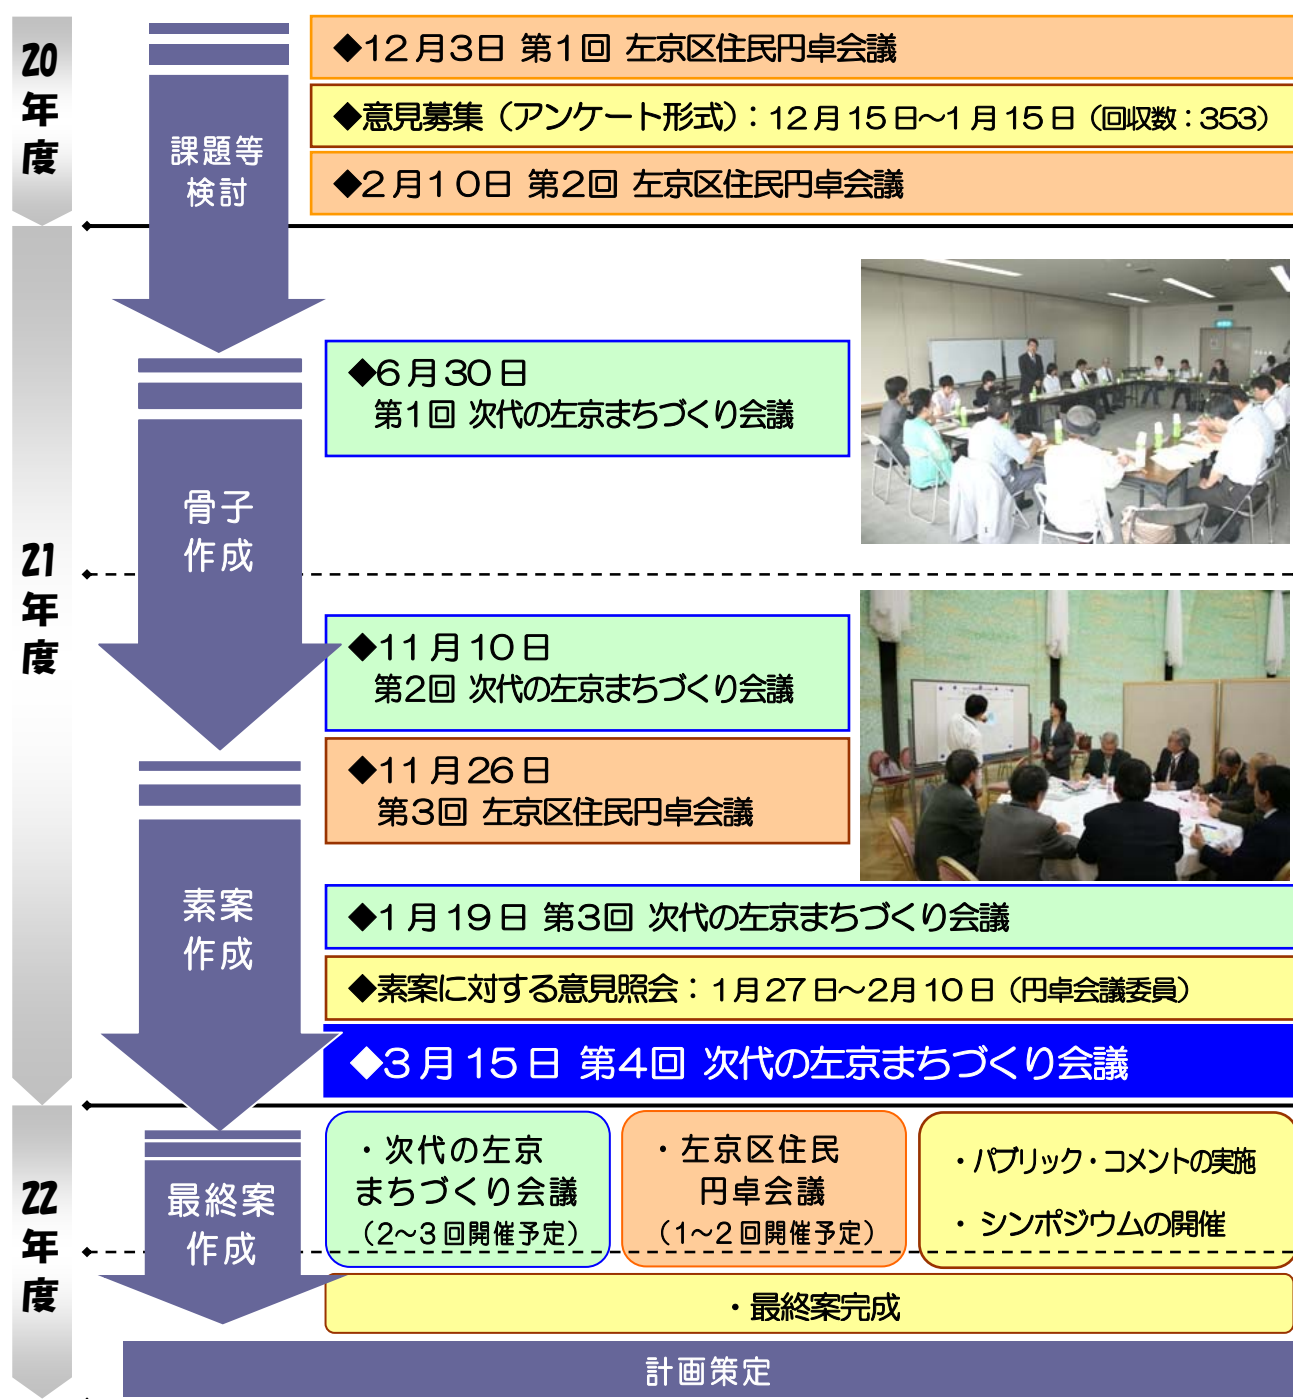 20
年
度
課題等
検討
◆12月3日 第1回 左京区住民円卓会議
◆意見募集（アンケート形式）：12月15日～1月15日（回収数：353）
◆2月10日 第2回 左京区住民円卓会議
21
年
度
骨子
作成
◆6月30日
第1回 次代の左京まちづくり会議
◆11月10日
第2回 次代の左京まちづくり会議
◆11月26日
第3回 左京区住民円卓会議
素案
作成
◆1月19日 第3回 次代の左京まちづくり会議
◆素案に対する意見照会：1月27日～2月10日（円卓会議委員）
◆3月15日 第4回 次代の左京まちづくり会議
22
年
度
最終案
作成
・次代の左京
まちづくり会議
（2～3回開催予定）
・左京区住民
円卓会議
（1～2回開催予定）
・パブリック・コメントの実施
・シンポジウムの開催
・最終案完成
計画策定